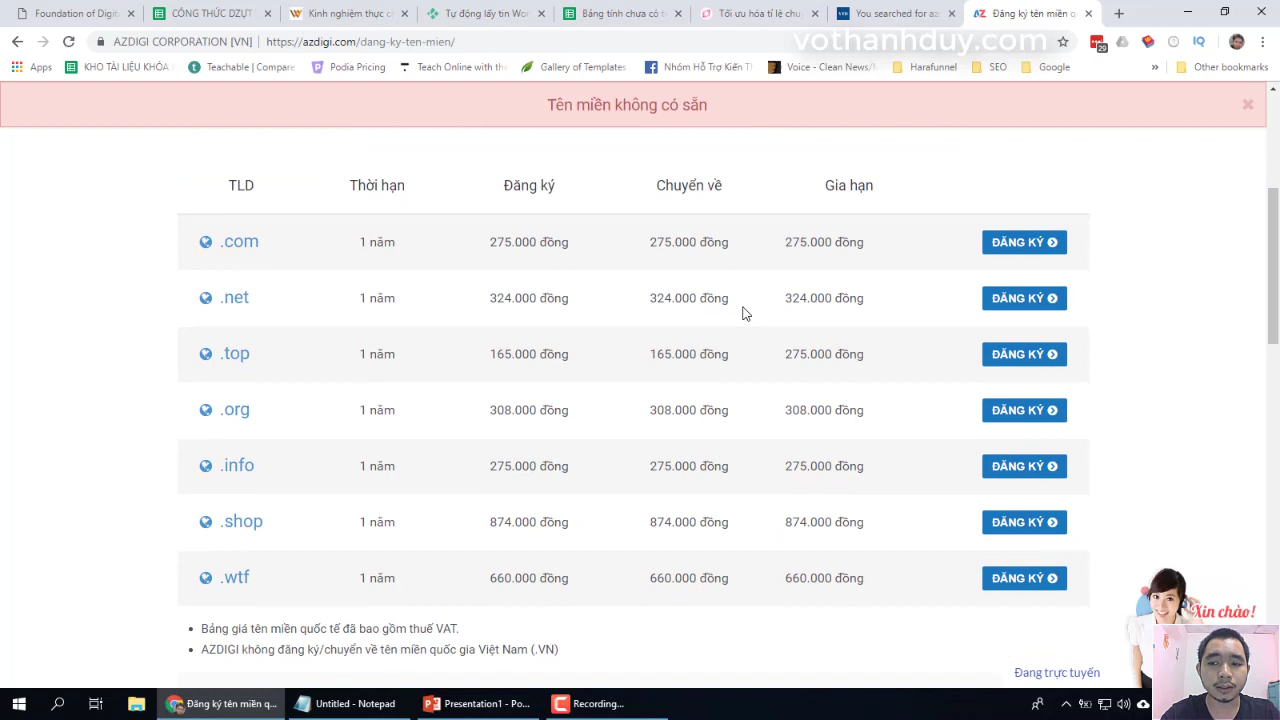 Foundation of Digital
CÔNG THỨC DZỰT
Kinh nghiệm thực c
Tự động lấy tin Wor
Bảng tính chưa có t
Tối ưu hóa tỉ lệ chuy
You searched for az
Đăng ký tên miền q
AZDIGI CORPORATION [VN] | https://azdigi.com/dang-ky-ten-mien/
vothanhduy.com
29
IQ
Apps
KHO TÀI LIỆU KHÓA
Teachable | Compare
Podia Pricing
Teach Online with the
Gallery of Templates
Nhóm Hỗ Trợ Kiến Th
Voice - Clean News/M
Harafunnel
SEO
Google
Other bookmarks
Tên miền không có sẵn
TLD Thời hạn Đăng ký Chuyển về Gia hạn
.com 1 năm 275.000 đồng 275.000 đồng 275.000 đồng ĐĂNG KÝ
.net 1 năm 324.000 đồng 324.000 đồng 324.000 đồng ĐĂNG KÝ
.top 1 năm 165.000 đồng 165.000 đồng 275.000 đồng ĐĂNG KÝ
.org 1 năm 308.000 đồng 308.000 đồng 308.000 đồng ĐĂNG KÝ
.info 1 năm 275.000 đồng 275.000 đồng 275.000 đồng ĐĂNG KÝ
.shop 1 năm 874.000 đồng 874.000 đồng 874.000 đồng ĐĂNG KÝ
.wtf 1 năm 660.000 đồng 660.000 đồng 660.000 đồng ĐĂNG KÝ
Bảng giá tên miền quốc tế đã bao gồm thuế VAT.
AZDIGI không đăng ký/chuyển về tên miền quốc gia Việt Nam (.VN)
Xin chào!
Đang trực tuyến
Đăng ký tên miền q...
Untitled - Notepad
Presentation1 - Po...
Recording...